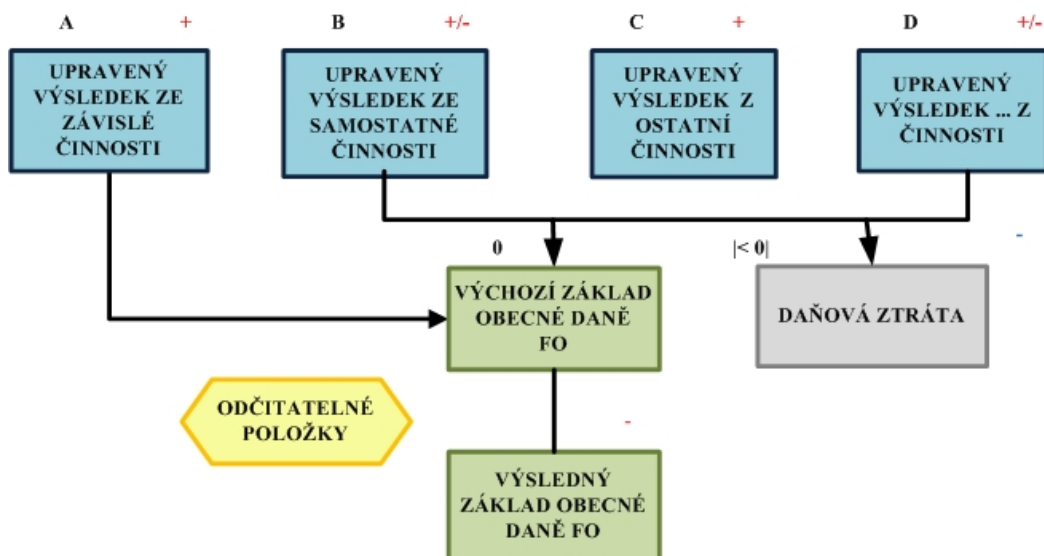 A + B +/- C + D +/-
UPRAVENÝ
VÝSLEDEK ZE
ZÁVISLÉ
ČINNOSTI
UPRAVENÝ
VÝSLEDEK ZE
SAMOSTATNÉ
ČINNOSTI
UPRAVENÝ
VÝSLEDEK Z
OSTATNÍ
ČINNOSTI
UPRAVENÝ
VÝSLEDEK ... Z
ČINNOSTI
0
|< 0|
-
VÝCHOZÍ ZÁKLAD
OBECNÉ DANĚ
FO
DAŇOVÁ ZTRÁTA
ODČITATELNÉ
POLOŽKY
-
VÝSLEDNÝ
ZÁKLAD OBECNÉ
DANĚ FO